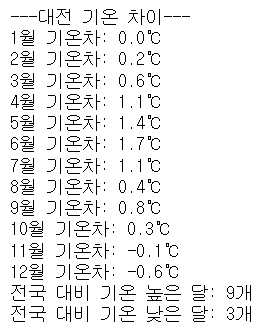 ---대전 기온 차이---
1월 기온차: 0.0℃
2월 기온차: 0.2℃
3월 기온차: 0.6℃
4월 기온차: 1.1℃
5월 기온차: 1.4℃
6월 기온차: 1.7℃
7월 기온차: 1.1℃
8월 기온차: 0.4℃
9월 기온차: 0.8℃
10월 기온차: 0.3℃
11월 기온차: -0.1℃
12월 기온차: -0.6℃
전국 대비 기온 높은 달: 9개
전국 대비 기온 낮은 달: 3개